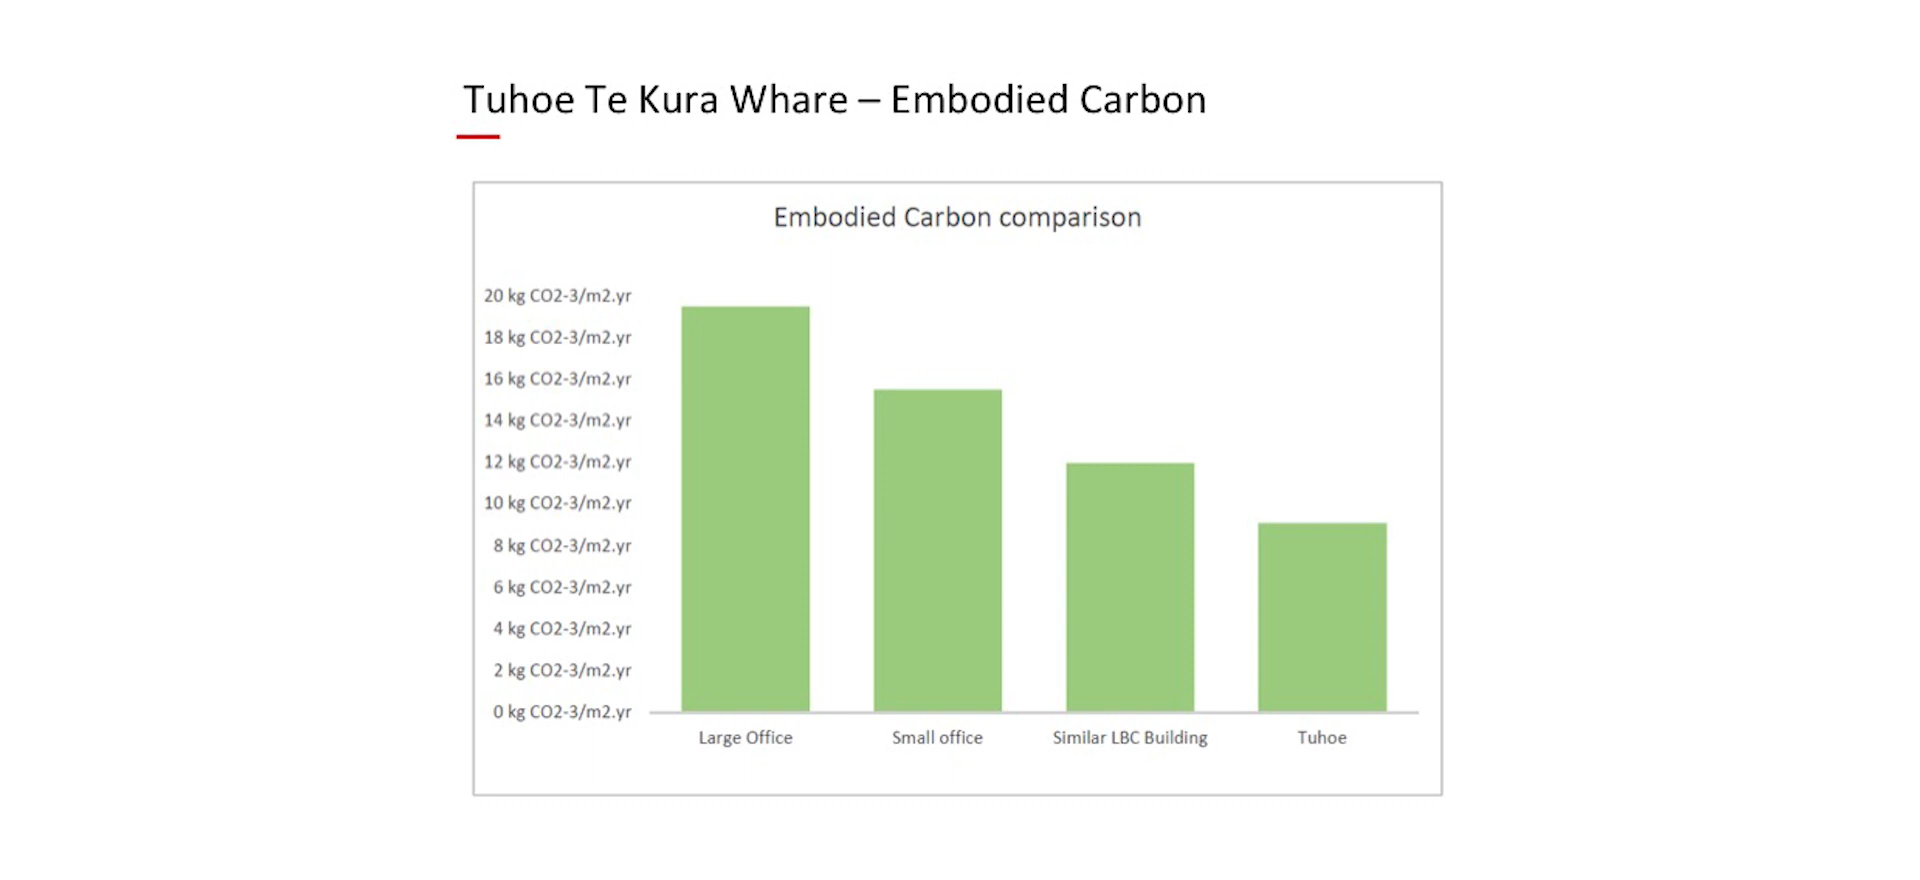 Tuhoe Te Kura Whare – Embodied Carbon
Embodied Carbon comparison
20 kg CO2-3/m2.yr
18 kg CO2-3/m2.yr
16 kg CO2-3/m2.yr
14 kg CO2-3/m2.yr
12 kg CO2-3/m2.yr
10 kg CO2-3/m2.yr
8 kg CO2-3/m2.yr
6 kg CO2-3/m2.yr
4 kg CO2-3/m2.yr
2 kg CO2-3/m2.yr
0 kg CO2-3/m2.yr
Large Office
Small office
Similar LBC Building
Tuhoe